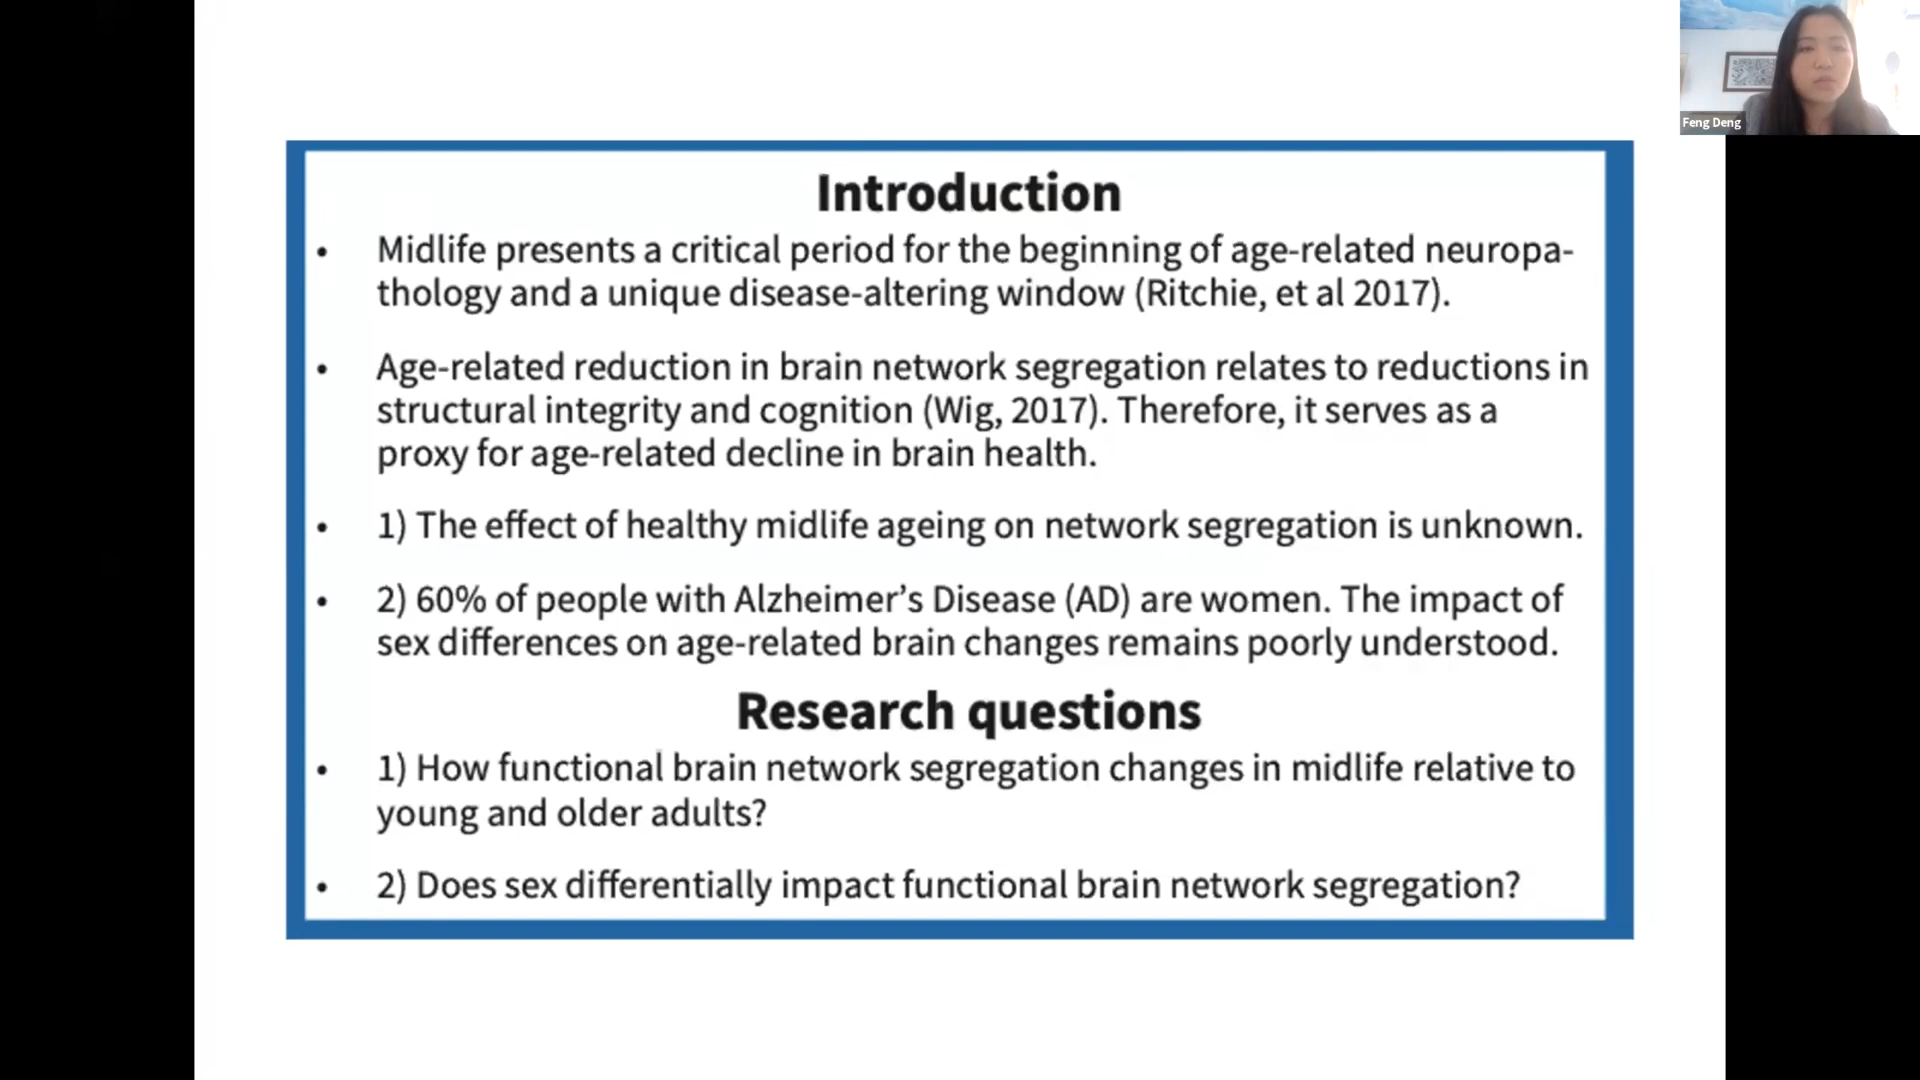 Feng Deng
Introduction
• Midlife presents a critical period for the beginning of age-related neuropa-
thology and a unique disease-altering window (Ritchie, et al 2017).
• Age-related reduction in brain network segregation relates to reductions in
structural integrity and cognition (Wig, 2017). Therefore, it serves as a
proxy for age-related decline in brain health.
• 1) The effect of healthy midlife ageing on network segregation is unknown.
• 2) 60% of people with Alzheimer’s Disease (AD) are women. The impact of
sex differences on age-related brain changes remains poorly understood.
Research questions
• 1) How functional brain network segregation changes in midlife relative to
young and older adults?
• 2) Does sex differentially impact functional brain network segregation?